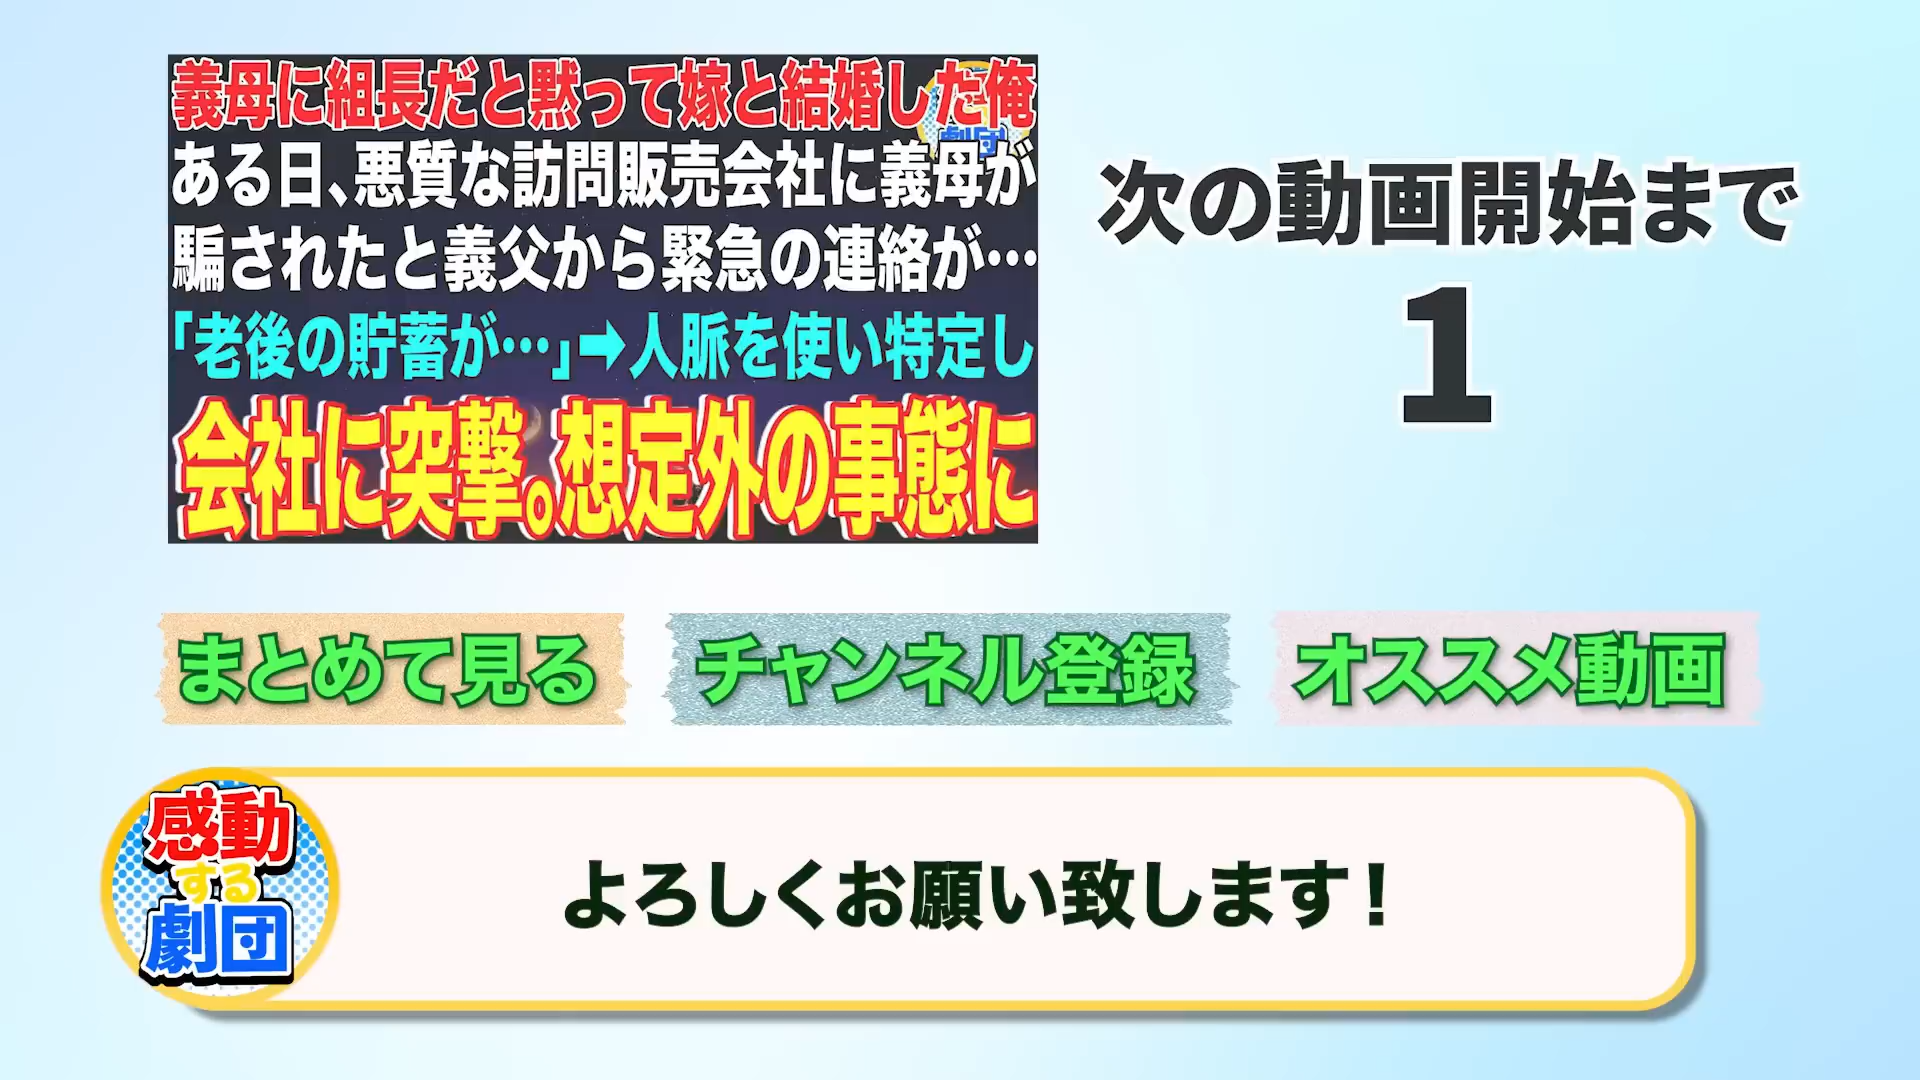 義母に組長だと黙って嫁と結婚した俺
ある日、悪質な訪問販売会社に義母が
騙されたと義父から緊急の連絡が…
「老後の貯蓄が…」➡人脈を使い特定し
会社に突撃。想定外の事態に
次の動画開始まで
1
まとめて見る
チャンネル登録
オススメ動画
感動
する
劇団
よろしくお願い致します！